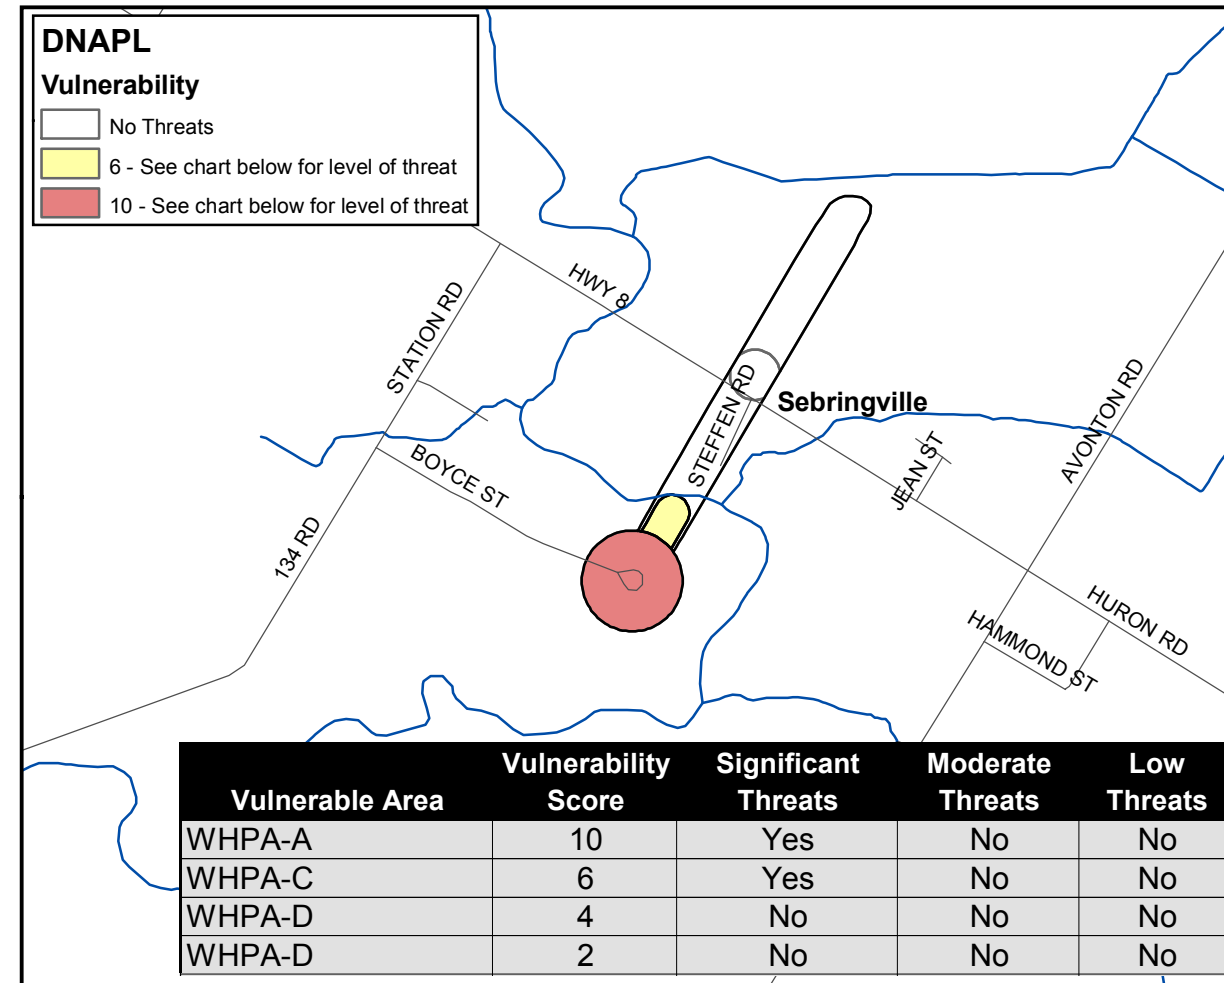 DNAPL
Vulnerability
No Threats
6 - See chart below for level of threat
10 - See chart below for level of threat
HWY 8
STATION RD
STEFFEN RD
Sebringville
AVONTON RD
JEAN ST
BOYCE ST
134 RD
HURON RD
HAMMOND ST
Vulnerable Area Vulnerability Score Significant Threats Moderate Threats Low Threats
WHPA-A 10 Yes No No
WHPA-C 6 Yes No No
WHPA-D 4 No No No
WHPA-D 2 No No No